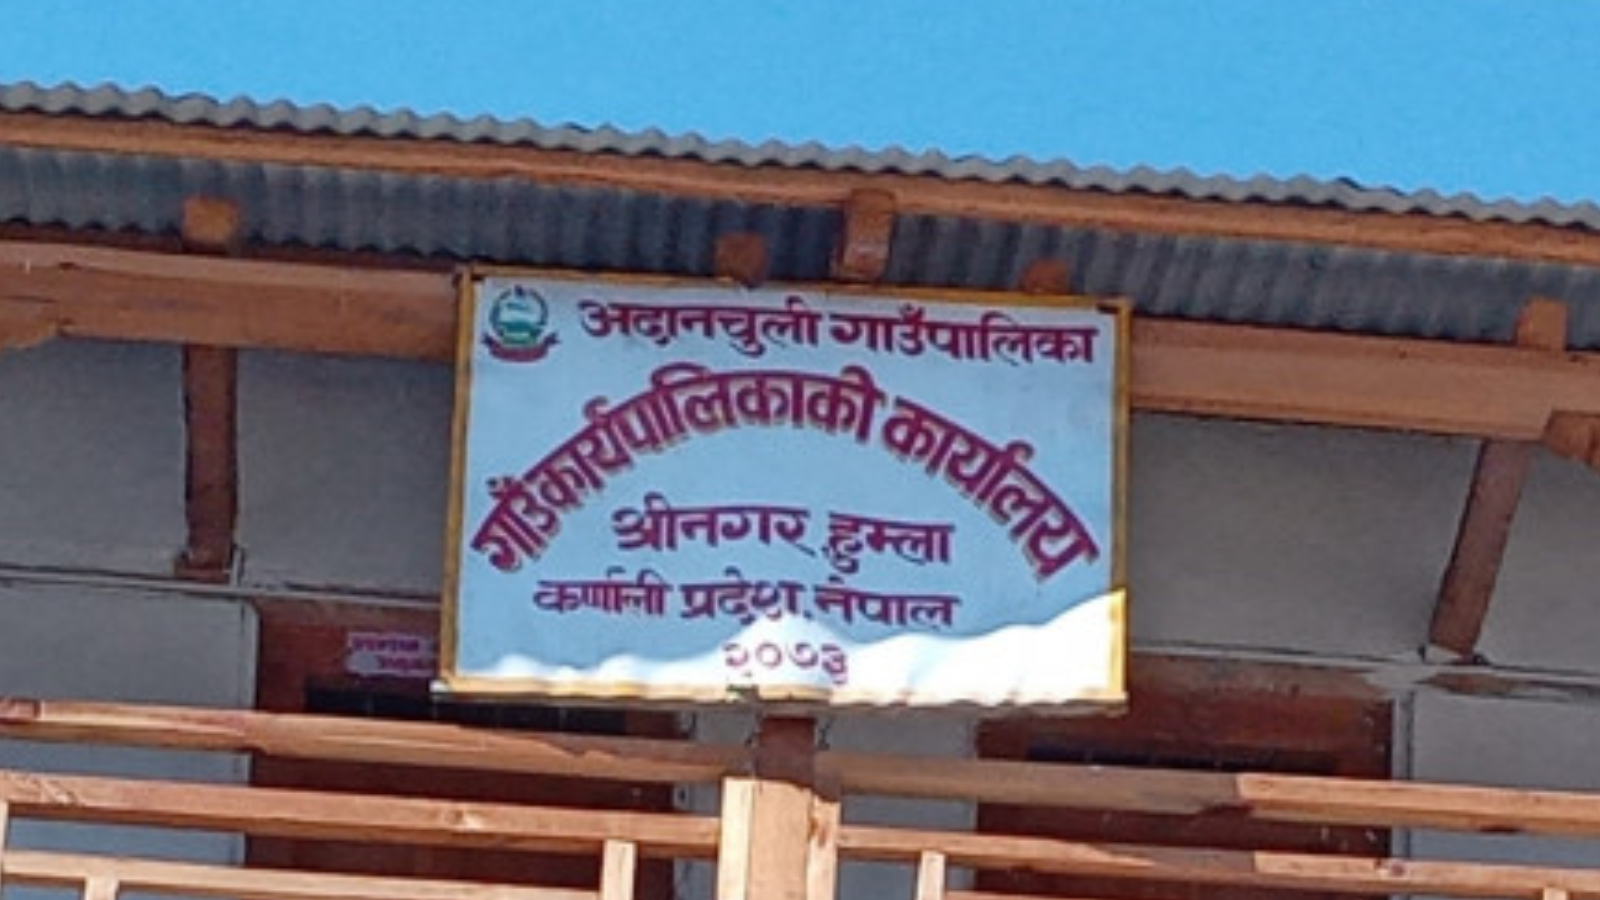 अदानचुली गाउँपालिका
गाउँकार्यपालिकाको कार्यालय
श्रीनगर हुम्ला
कर्णाली प्रदेश, नेपाल
२०७३